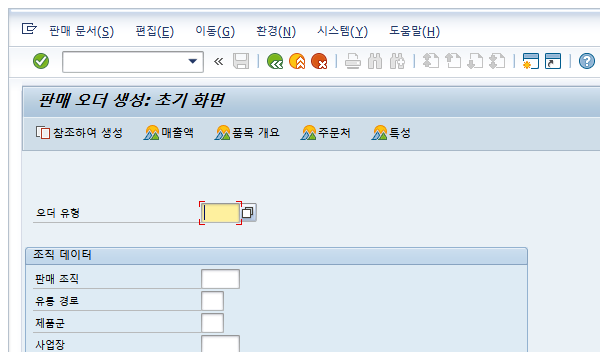 판매 문서(S) 편집(E) 이동(G) 환경(N) 시스템(Y) 도움말(H)
판매 오더 생성: 초기 화면
참조하여 생성 매출액 품목 개요 주문처 특성
오더 유형
조직 데이터
판매 조직
유통 경로
제품군
사업장